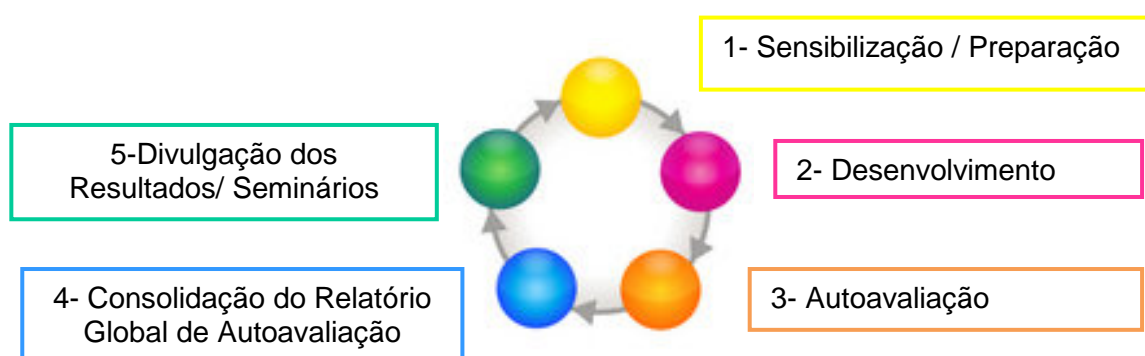 1- Sensibilização / Preparação
2- Desenvolvimento
3- Autoavaliação
4- Consolidação do Relatório
Global de Autoavaliação
5-Divulgação dos
Resultados/ Seminários